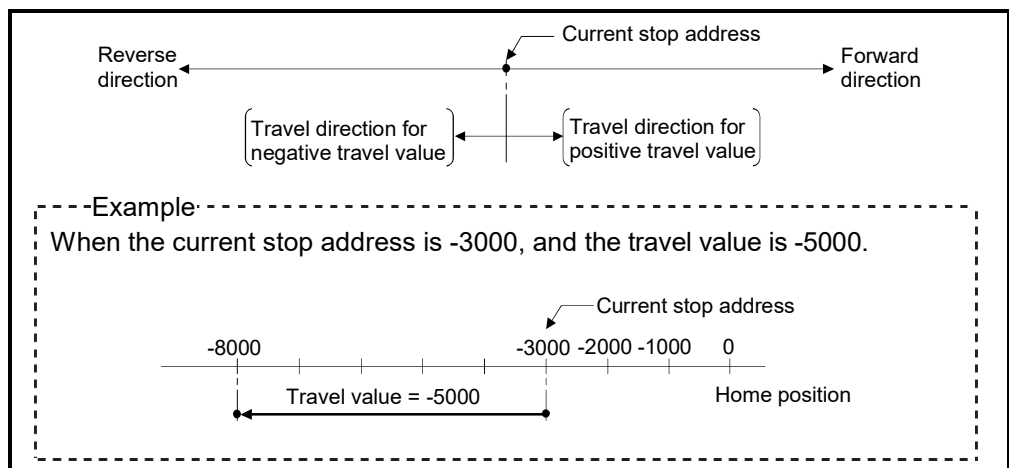 Current stop address
Reverse
direction
Forward
direction
Travel direction for
negative travel value
Travel direction for
positive travel value
Example
When the current stop address is -3000, and the travel value is -5000.
Current stop address
-8000 -3000 -2000 -1000 0
Travel value = -5000
Home position